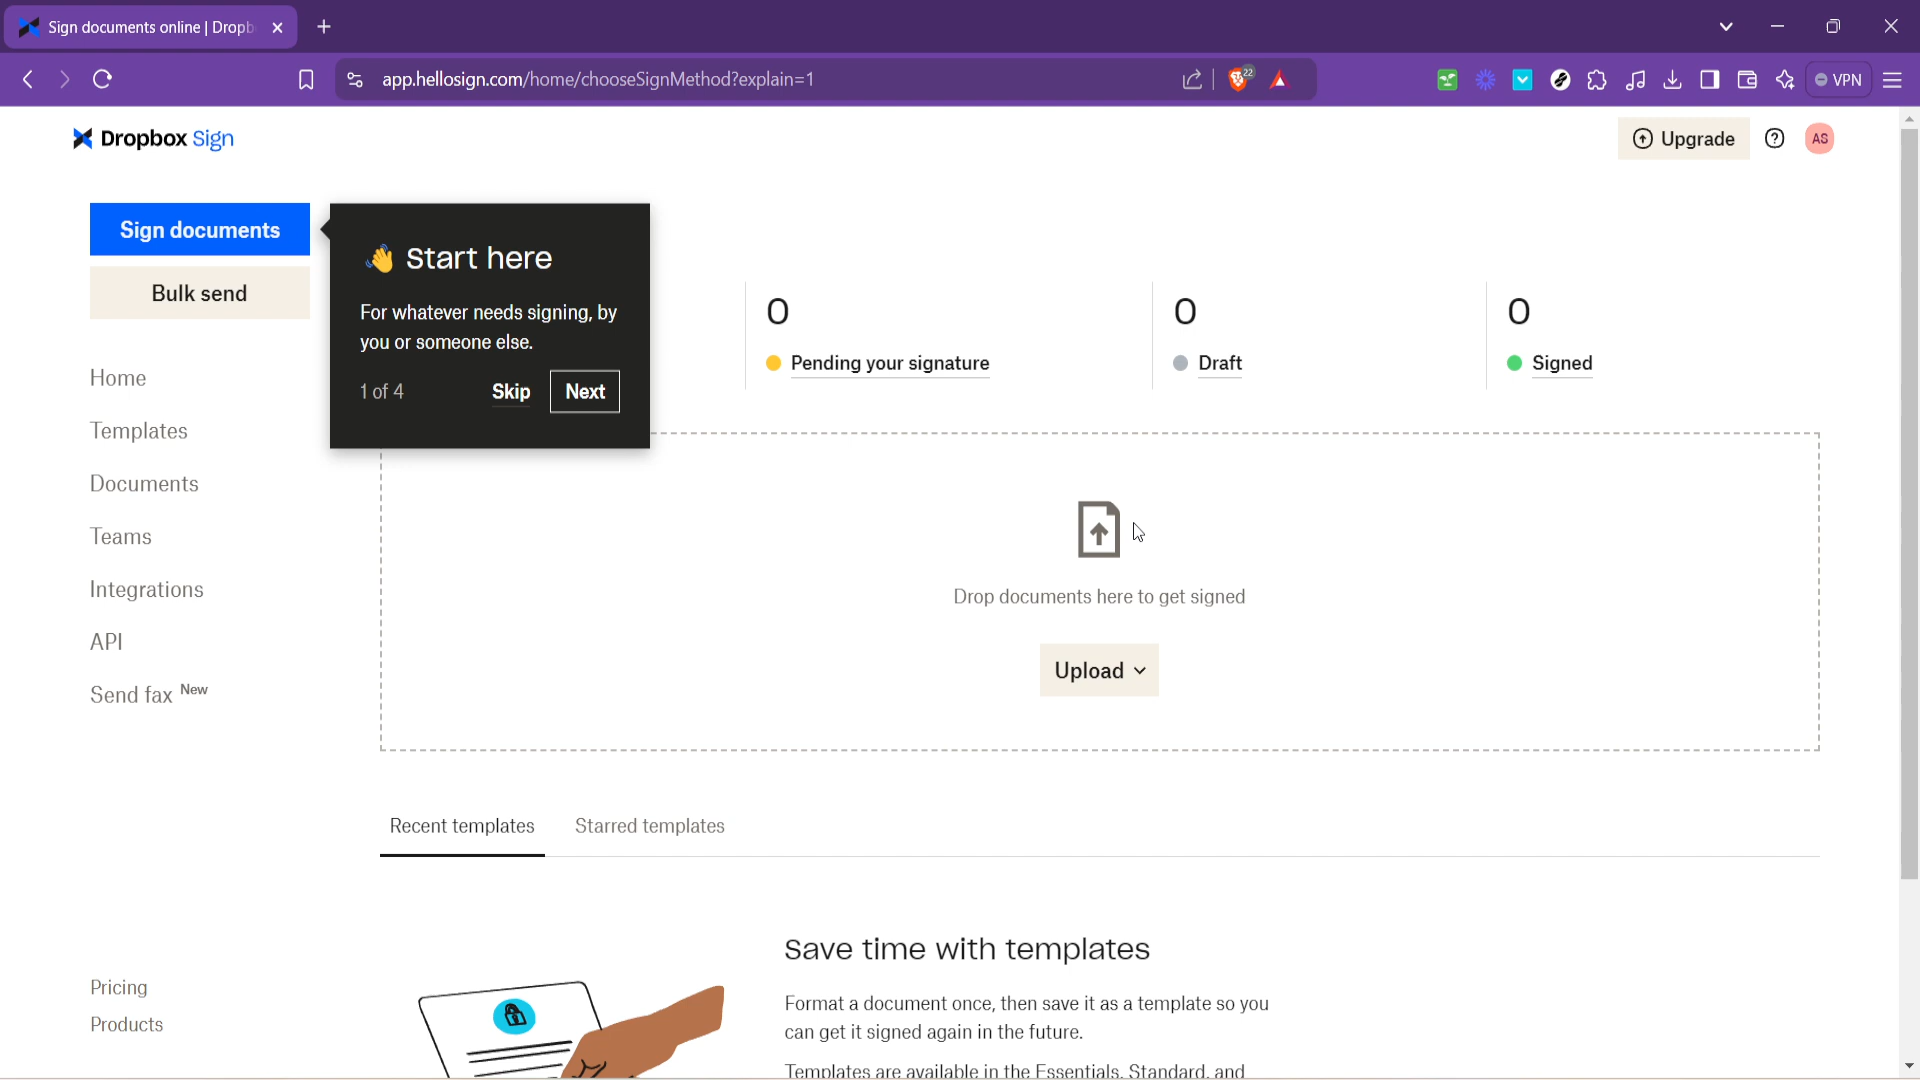 Sign documents online | Dropb
app.hellosign.com/home/chooseSignMethod?explain=1
22
VPN
Dropbox Sign
Upgrade
AS
Sign documents
Bulk send
Home
Templates
Documents
Teams
Integrations
API
Send fax New
Pricing
Products
👋 Start here
For whatever needs signing, by
you or someone else.
1 of 4
Skip
Next
0
Pending your signature
0
Draft
0
Signed
Drop documents here to get signed
Upload
Recent templates
Starred templates
Save time with templates
Format a document once, then save it as a template so you
can get it signed again in the future.
Templates are available in the Essentials, Standard, and